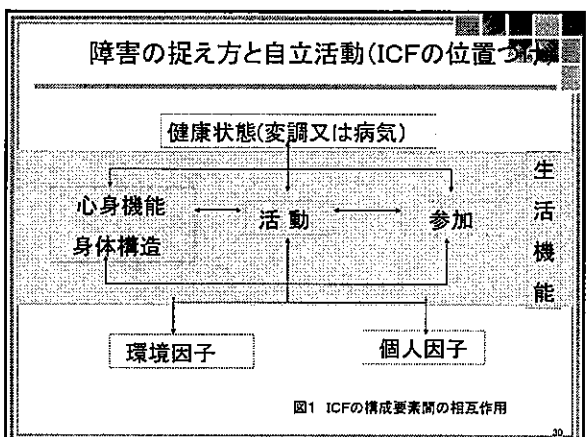 障害の捉え方と自立活動(ICFの位置づけ)
健康状態(変調又は病気)
心身機能
身体構造
活動
参加
生活機能
環境因子
個人因子
図1 ICFの構成要素間の相互作用
30